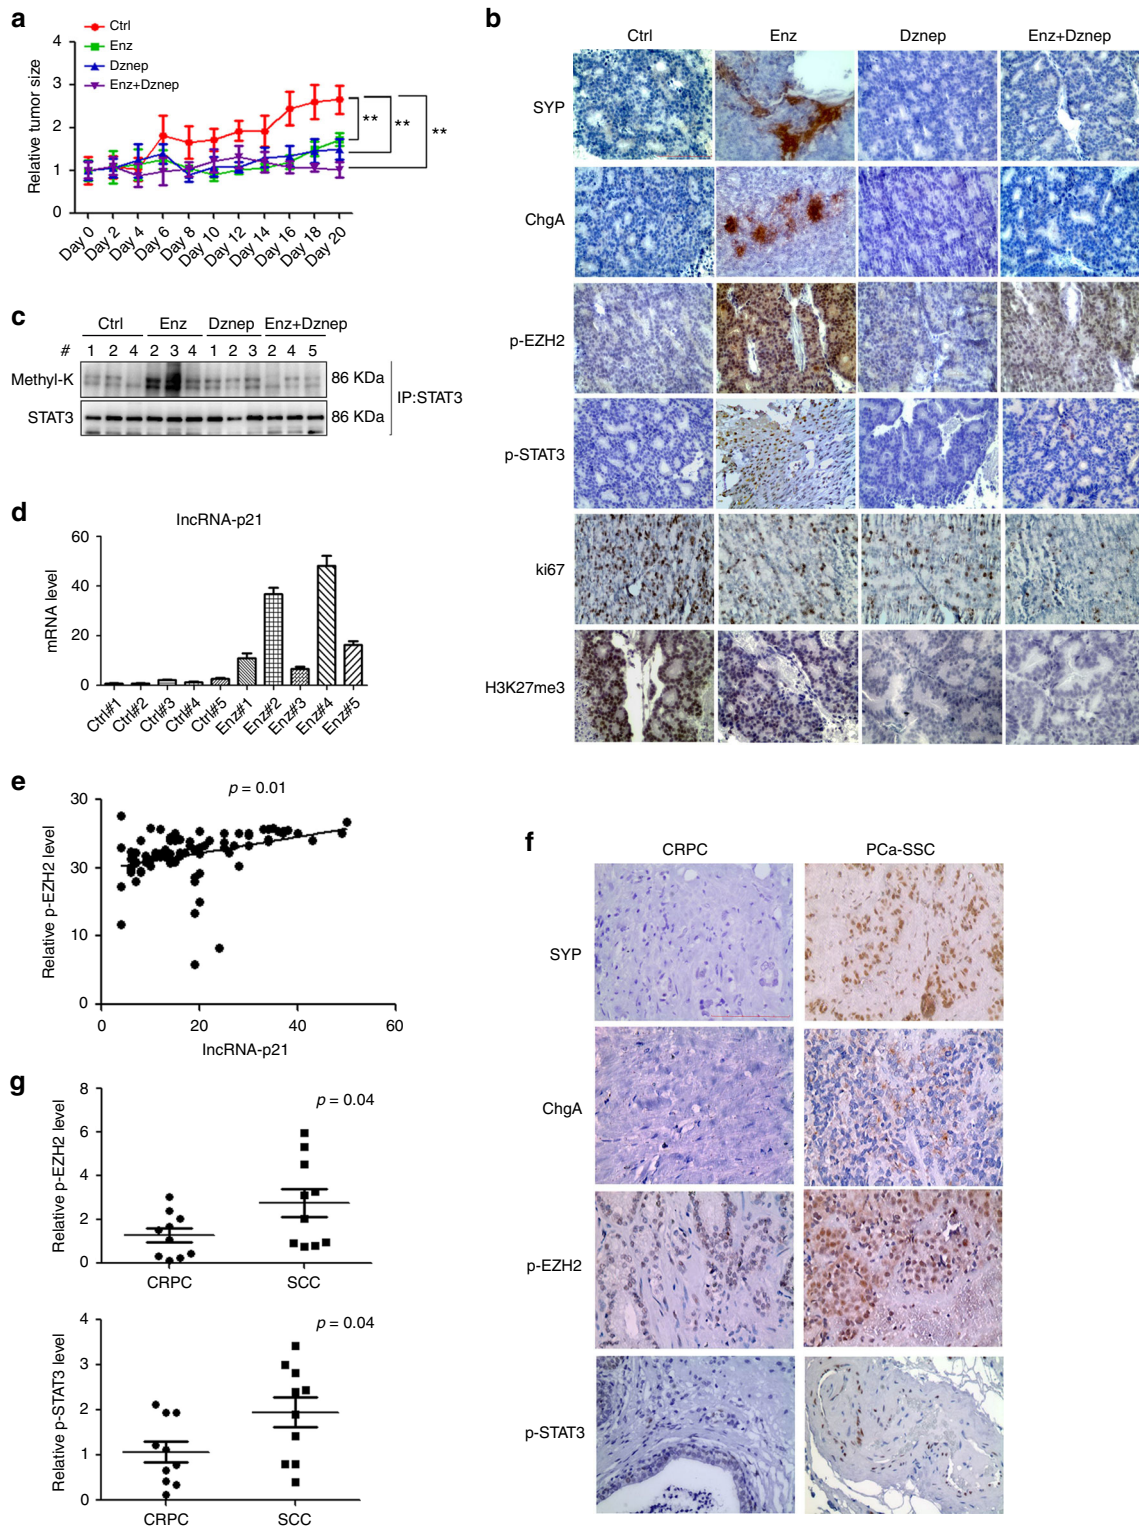 a
Ctrl
Enz
Dznep
Enz+Dznep
Relative tumor size
4
3
2
1
0
**
**
**
Day 0
Day 2
Day 4
Day 6
Day 8
Day 10
Day 12
Day 14
Day 16
Day 18
Day 20
b
Ctrl Enz Dznep Enz+Dznep
SYP
ChgA
p-EZH2
p-STAT3
ki67
H3K27me3
c
Ctrl Enz Dznep Enz+Dznep
# 1 2 4 2 3 4 1 2 3 2 4 5
Methyl-K 86 KDa
STAT3 86 KDa
IP:STAT3
d
lncRNA-p21
mRNA level
60
40
20
0
Ctrl#1
Ctrl#2
Ctrl#3
Ctrl#4
Ctrl#5
Enz#1
Enz#2
Enz#3
Enz#4
Enz#5
e
p = 0.01
Relative p-EZH2 level
30
30
10
0
0 20 40 60
lncRNA-p21
f
CRPC PCa-SSC
SYP
ChgA
p-EZH2
p-STAT3
g
p = 0.04
Relative p-EZH2 level
8
6
4
2
0
CRPC SCC
p = 0.04
Relative p-STAT3 level
4
3
2
1
0
CRPC SCC